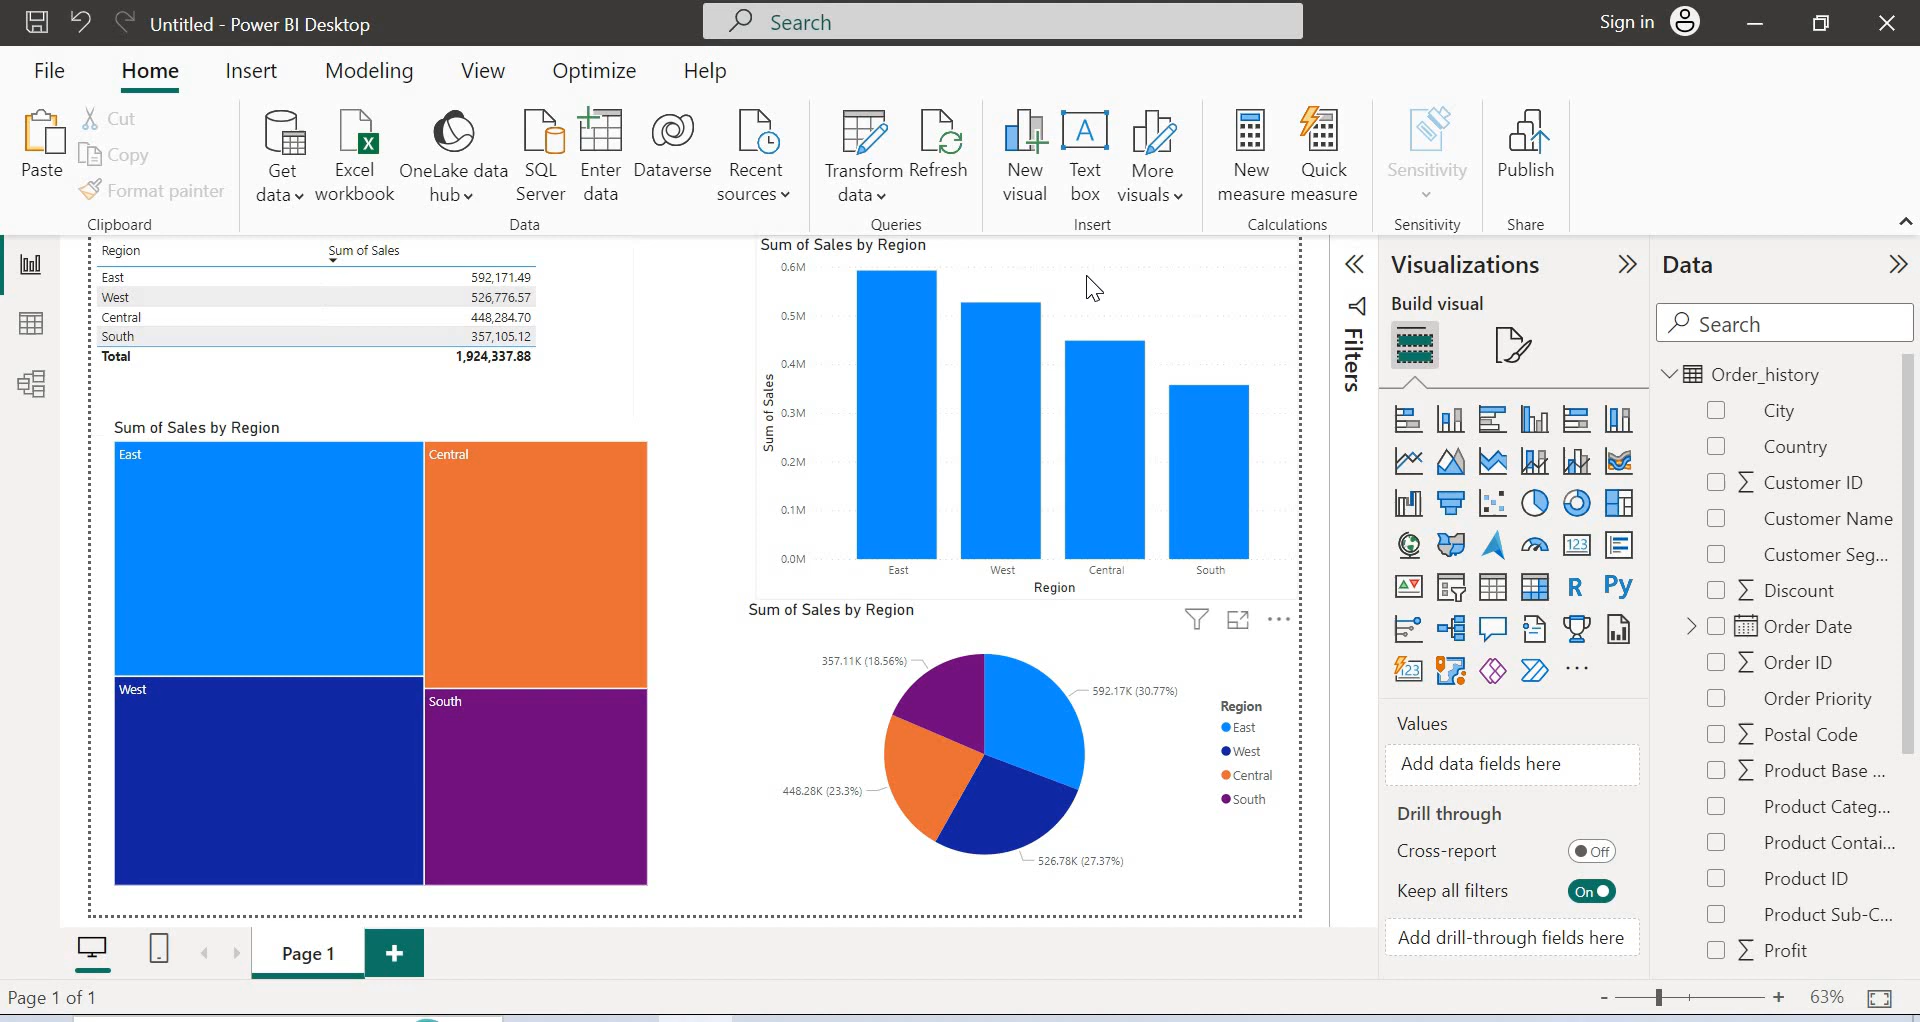 Untitled - Power BI Desktop
Search
Sign in
File Home Insert Modeling View Optimize Help
Paste
Cut
Copy
Format painter
Clipboard
Get data
Excel workbook
OneLake data hub
SQL Server
Enter data
Dataverse
Recent sources
Data
Transform data
Refresh
Queries
New visual
Text box
More visuals
Insert
New measure
Quick measure
Calculations
Sensitivity
Sensitivity
Publish
Share
Region Sum of Sales
East 592,171.49
West 526,776.57
Central 448,284.70
South 357,105.12
Total 1,924,337.88
Sum of Sales by Region
East
Central
West
South
Sum of Sales by Region
Sum of Sales
0.6M
0.5M
0.4M
0.3M
0.2M
0.1M
0.0M
East West Central South
Region
Sum of Sales by Region
357.11K (18.56%)
592.17K (30.77%)
448.28K (23.3%)
526.78K (27.37%)
Region
East
West
Central
South
Filters
Visualizations
Build visual
123
R
Py
123
Values
Add data fields here
Drill through
Cross-report Off
Keep all filters On
Add drill-through fields here
Data
Search
Order_history
City
Country
Customer ID
Customer Name
Customer Seg...
Discount
Order Date
Order ID
Order Priority
Postal Code
Product Base ...
Product Categ...
Product Contai...
Product ID
Product Sub-C...
Profit
Page 1
Page 1 of 1
63%